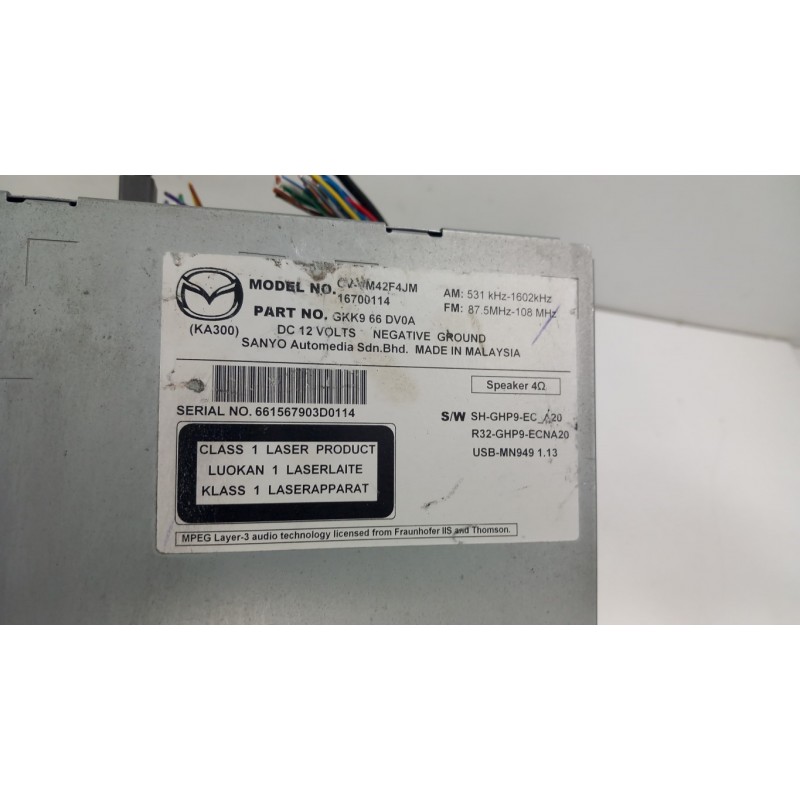 MODEL NO.
16700114
AM: 531 kHz-1602kHz
PART NO. GKK9 66 DV0A
FM: 87.5MHz-108 MHz
(KA300)
DC 12 VOLTS NEGATIVE GROUND
SANYO Automedia Sdn.Bhd. MADE IN MALAYSIA
Speaker 4Ω
SERIAL NO. 661567903D0114
S/W SH-GHP9-EC
R32-GHP9-ECNA20
USB-MN949 1.13
CLASS 1 LASER PRODUCT
LUOKAN 1 LASERLAITE
KLASS 1 LASERAPPARAT
MPEG Layer-3 audio technology licensed from Fraunhofer IIS and Thomson.